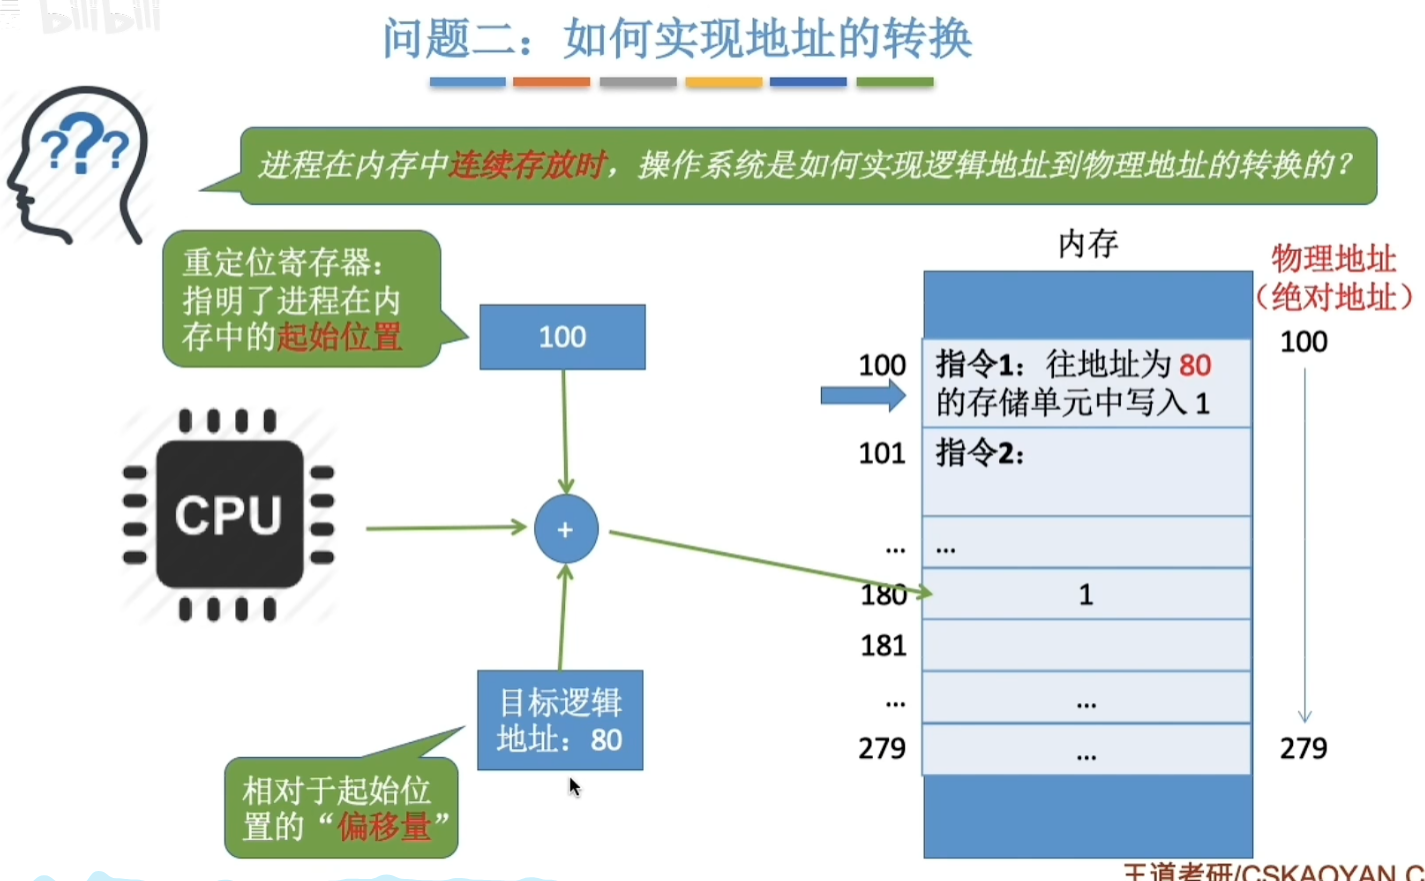 bilibili
问题二：如何实现地址的转换
???
进程在内存中连续存放时，操作系统是如何实现逻辑地址到物理地址的转换的？
重定位寄存器：
指明了进程在内
存中的起始位置
100
CPU
+
目标逻辑
地址：80
相对于起始位
置的“偏移量”
内存
物理地址
（绝对地址）
100
279
100
指令1：往地址为 80
的存储单元中写入 1
101
指令2：
...
...
180
1
181
...
...
279
...
王道考研/CSKAOYAN.C